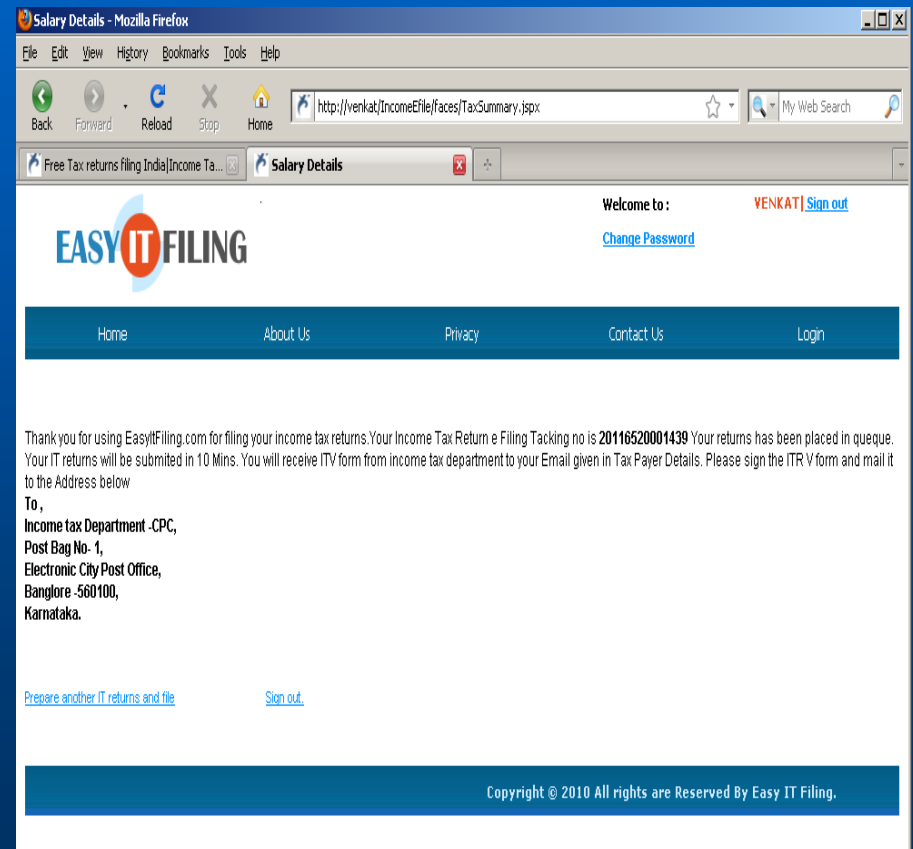 Salary Details - Mozilla Firefox
File Edit View History Bookmarks Tools Help
Back Forward Reload Stop Home http://venkat/IncomeEfile/faces/TaxSummary.jspx My Web Search
Free Tax returns filing India|Income Ta... Salary Details
Welcome to : VENKAT| Sign out
EASY IT FILING
Change Password
Home About Us Privacy Contact Us Login
Thank you for using EasyItFiling.com for filing your income tax returns.Your Income Tax Return e Filing Tacking no is 20116520001439 Your returns has been placed in queque.
Your IT returns will be submited in 10 Mins. You will receive ITV form from income tax department to your Email given in Tax Payer Details. Please sign the ITR V form and mail it
to the Address below
To ,
Income tax Department -CPC,
Post Bag No- 1,
Electronic City Post Office,
Banglore -560100,
Karnataka.
Prepare another IT returns and file Sign out.
Copyright © 2010 All rights are Reserved By Easy IT Filing.